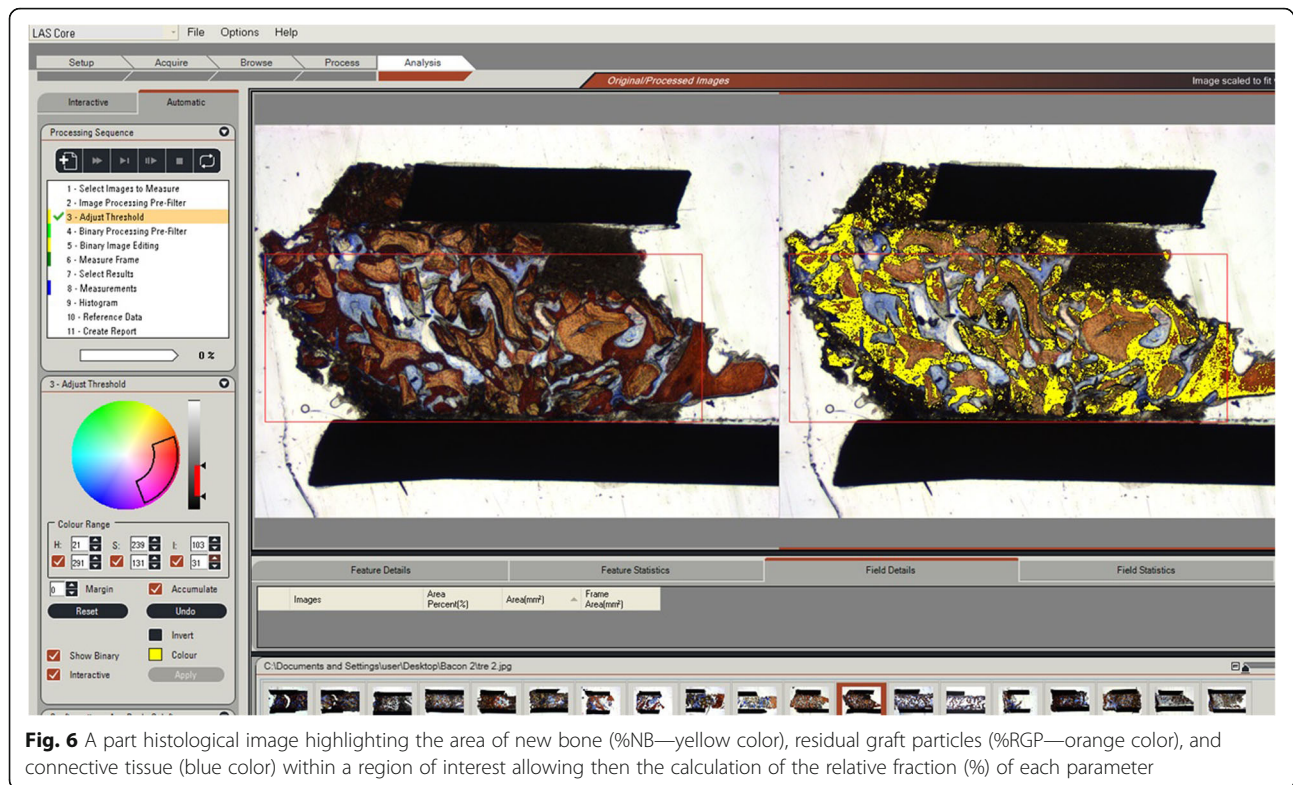 LAS Core File Options Help
Setup Acquire Browse Process Analysis
Original/Processed Images Image scaled to fit
Interactive Automatic
Processing Sequence
1 - Select Images to Measure
2 - Image Processing Pre-Filter
3 - Adjust Threshold
4 - Binary Processing Pre-Filter
5 - Binary Image Editing
6 - Measure Frame
7 - Select Results
8 - Measurements
9 - Histogram
10 - Reference Data
11 - Create Report
0 %
3 - Adjust Threshold
Colour Range
H: 21 S: 239 I: 103
291 131 31
0 Margin Accumulate
Reset Undo
Invert
Show Binary Colour
Interactive Apply
Feature Details Feature Statistics Field Details Field Statistics
Images Area Percent(%) Area(mm²) Frame Area(mm²)
C:\Documents and Settings\user\Desktop\Bacon 2\tre 2.jpg
Fig. 6 A part histological image highlighting the area of new bone (%NB—yellow color), residual graft particles (%RGP—orange color), and
connective tissue (blue color) within a region of interest allowing then the calculation of the relative fraction (%) of each parameter